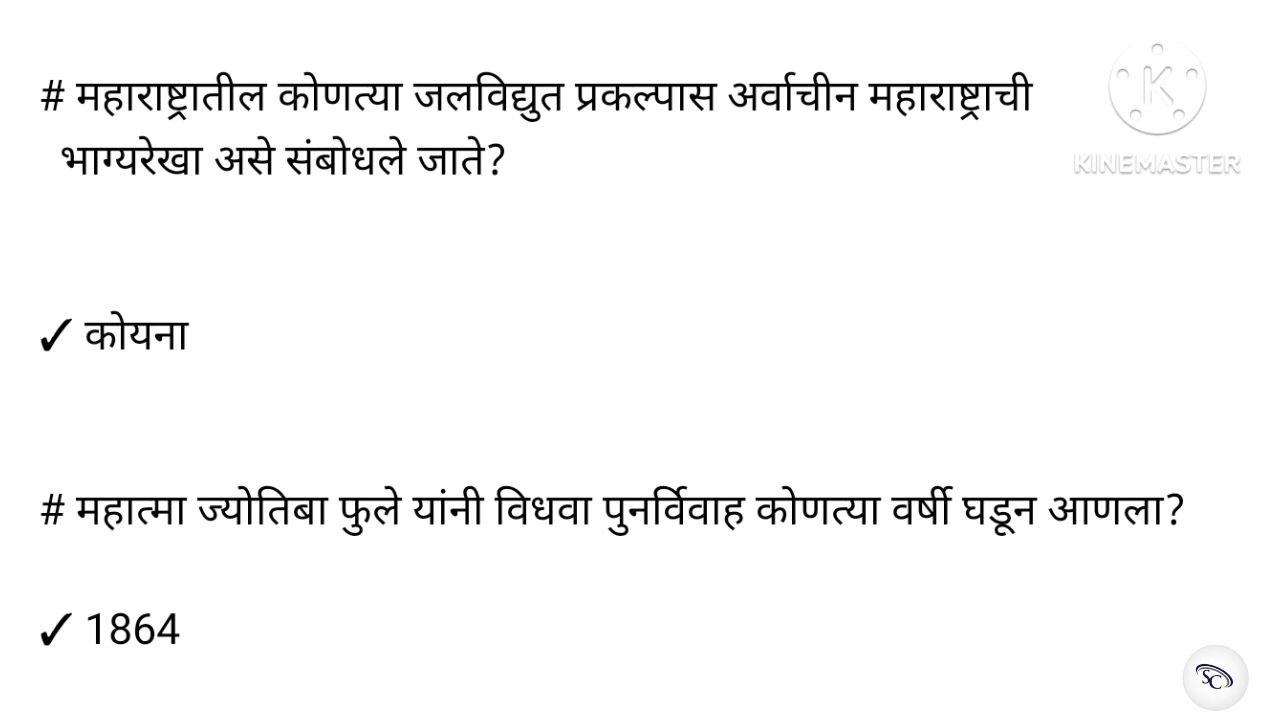 # महाराष्ट्रातील कोणत्या जलविद्युत प्रकल्पास अर्वाचीन महाराष्ट्राची
भाग्यरेखा असे संबोधले जाते?
KINEMASTER
✓ कोयना
# महात्मा ज्योतिबा फुले यांनी विधवा पुनर्विवाह कोणत्या वर्षी घडून आणला?
✓ 1864
SC